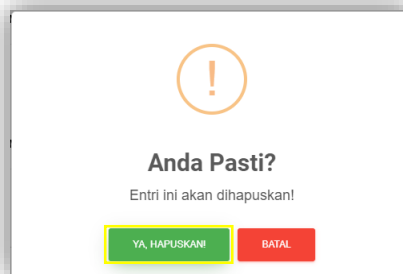 !
Anda Pasti?
Entri ini akan dihapuskan!
YA, HAPUSKAN! BATAL